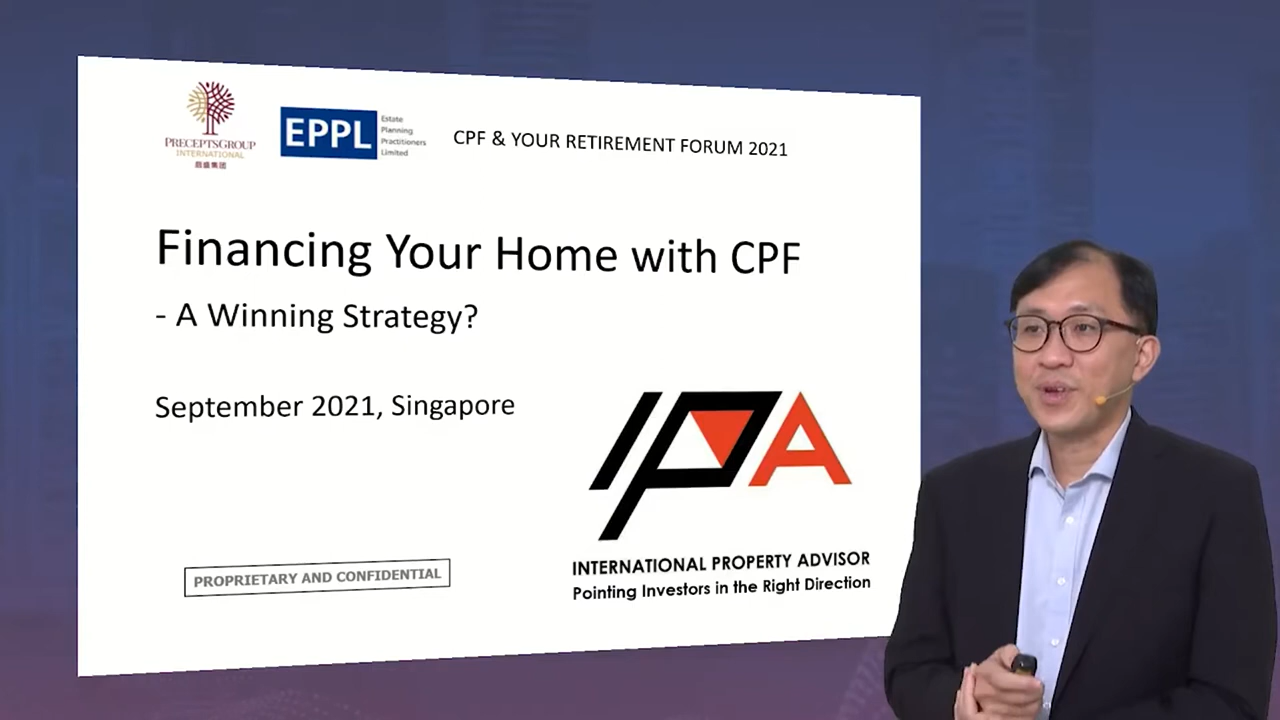 PRECEPTSGROUP
INTERNATIONAL
EPPL
Estate
Planning
Practitioners
Limited
CPF & YOUR RETIREMENT FORUM 2021
Financing Your Home with CPF
- A Winning Strategy?
September 2021, Singapore
IPA
INTERNATIONAL PROPERTY ADVISOR
Pointing Investors in the Right Direction
PROPRIETARY AND CONFIDENTIAL